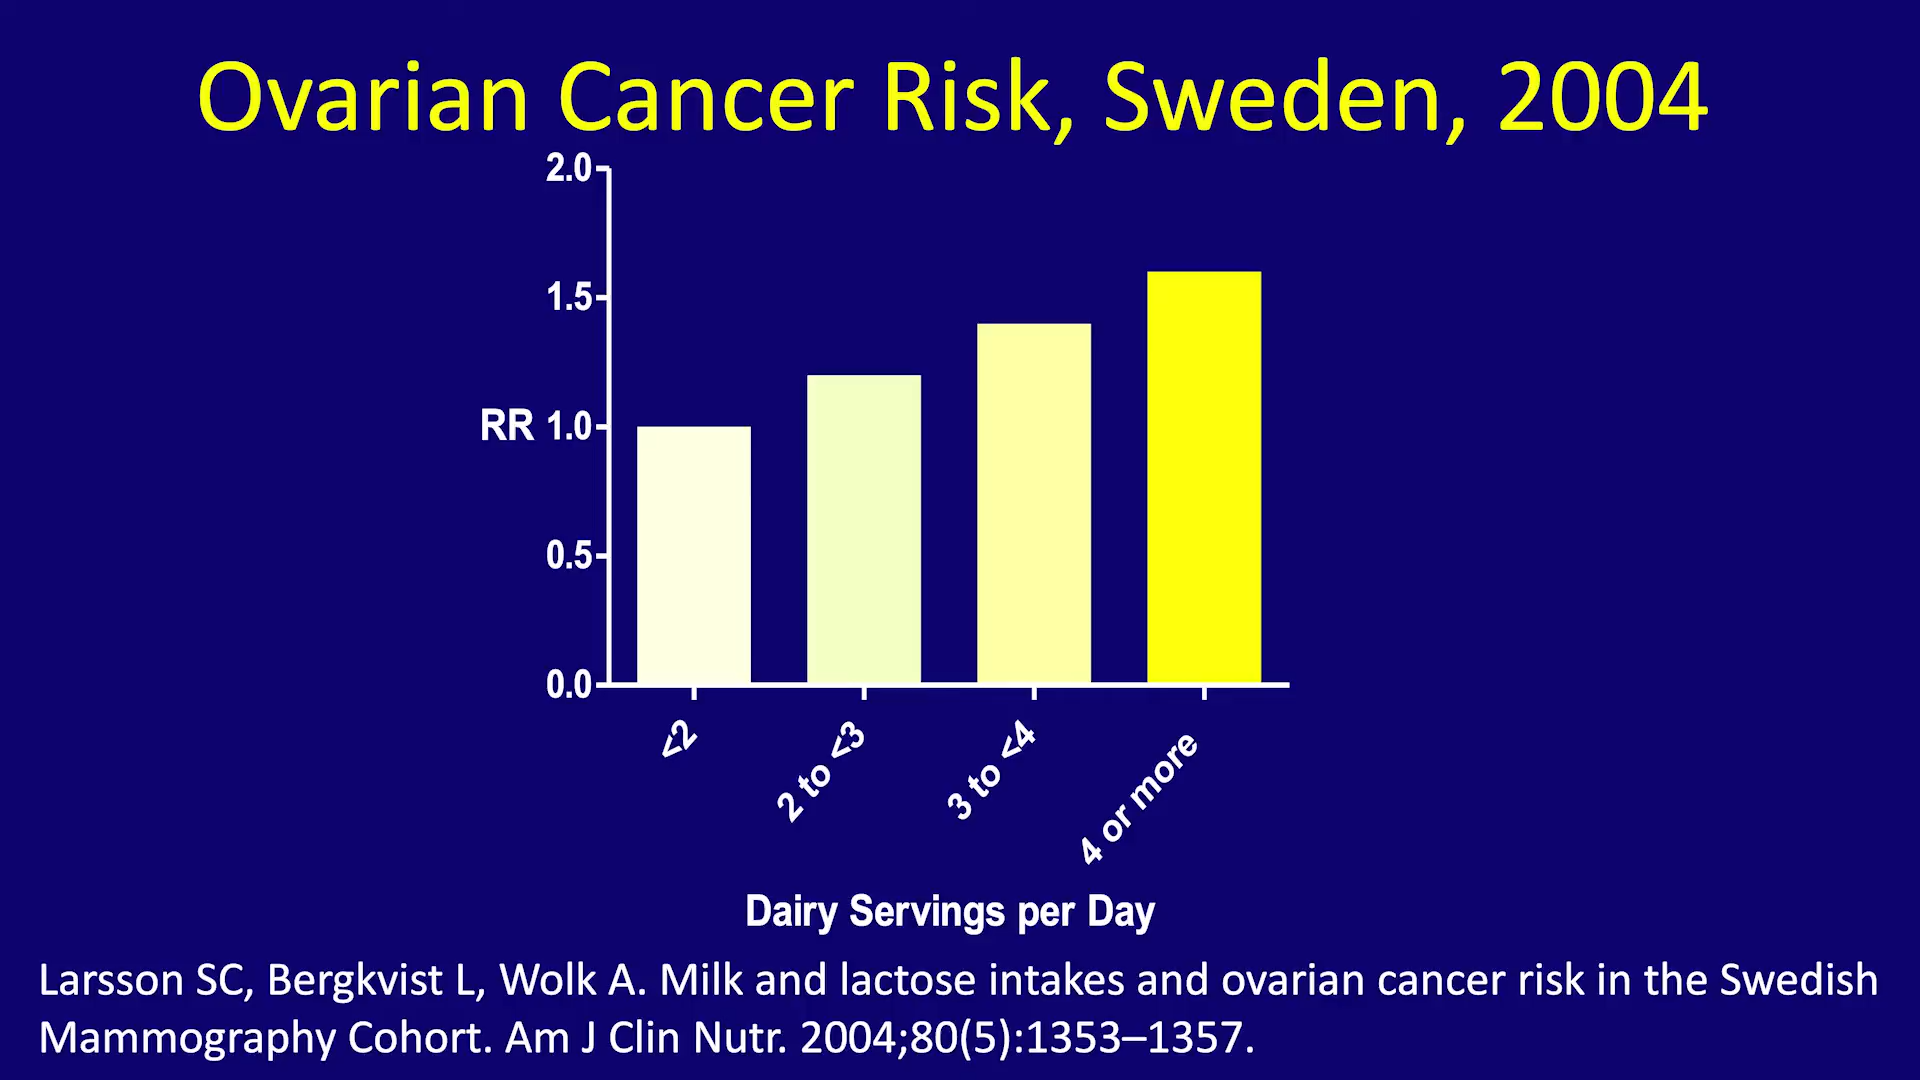 Ovarian Cancer Risk, Sweden, 2004
2.0
1.5
RR 1.0
0.5
0.0
<2
2 to <3
3 to <4
4 or more
Dairy Servings per Day
Larsson SC, Bergkvist L, Wolk A. Milk and lactose intakes and ovarian cancer risk in the Swedish
Mammography Cohort. Am J Clin Nutr. 2004;80(5):1353–1357.